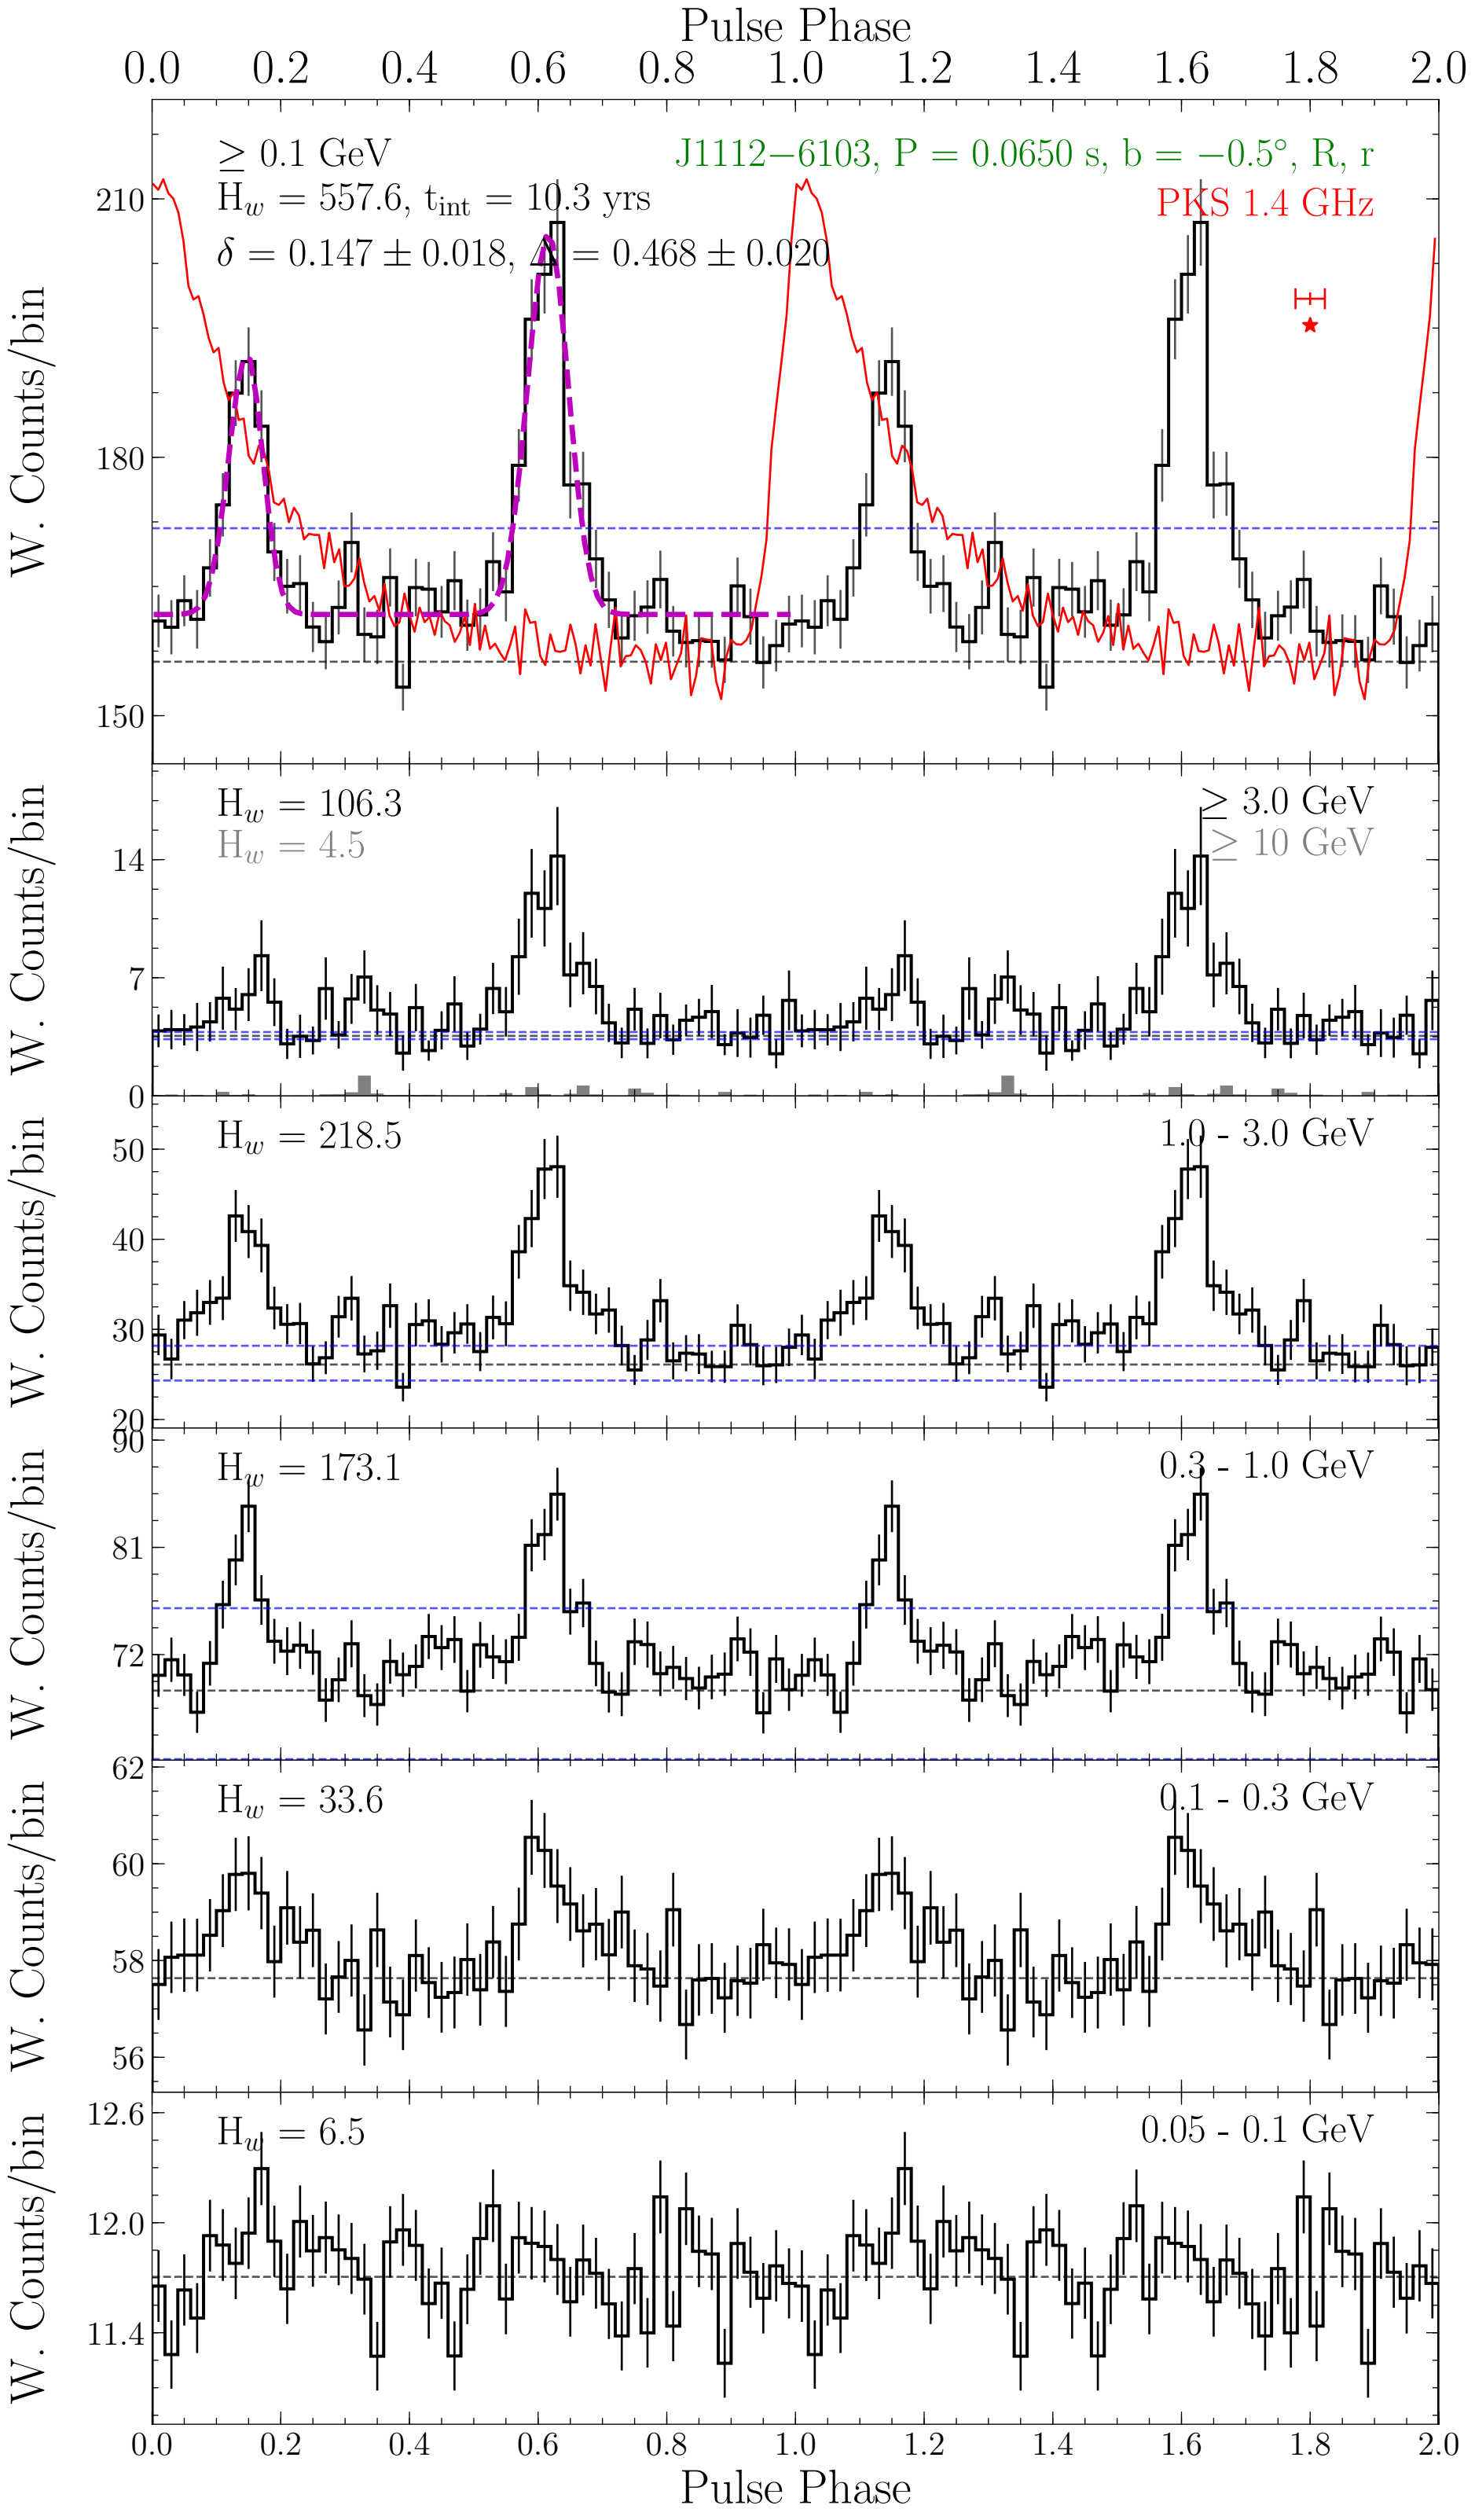 Pulse Phase
0.0 0.2 0.4 0.6 0.8 1.0 1.2 1.4 1.6 1.8 2.0
≥ 0.1 GeV
J1112−6103, P = 0.0650 s, b = −0.5°, R, r
H_w = 557.6, t_int = 10.3 yrs
PKS 1.4 GHz
δ = 0.147 ± 0.018, Δ = 0.468 ± 0.020
W. Counts/bin
210
180
150
H_w = 106.3
≥ 3.0 GeV
H_w = 4.5
≥ 10 GeV
W. Counts/bin
14
7
0
H_w = 218.5
1.0 - 3.0 GeV
W. Counts/bin
50
40
30
20
H_w = 173.1
0.3 - 1.0 GeV
W. Counts/bin
90
81
72
H_w = 33.6
0.1 - 0.3 GeV
W. Counts/bin
62
60
58
56
H_w = 6.5
0.05 - 0.1 GeV
W. Counts/bin
12.6
12.0
11.4
0.0 0.2 0.4 0.6 0.8 1.0 1.2 1.4 1.6 1.8 2.0
Pulse Phase